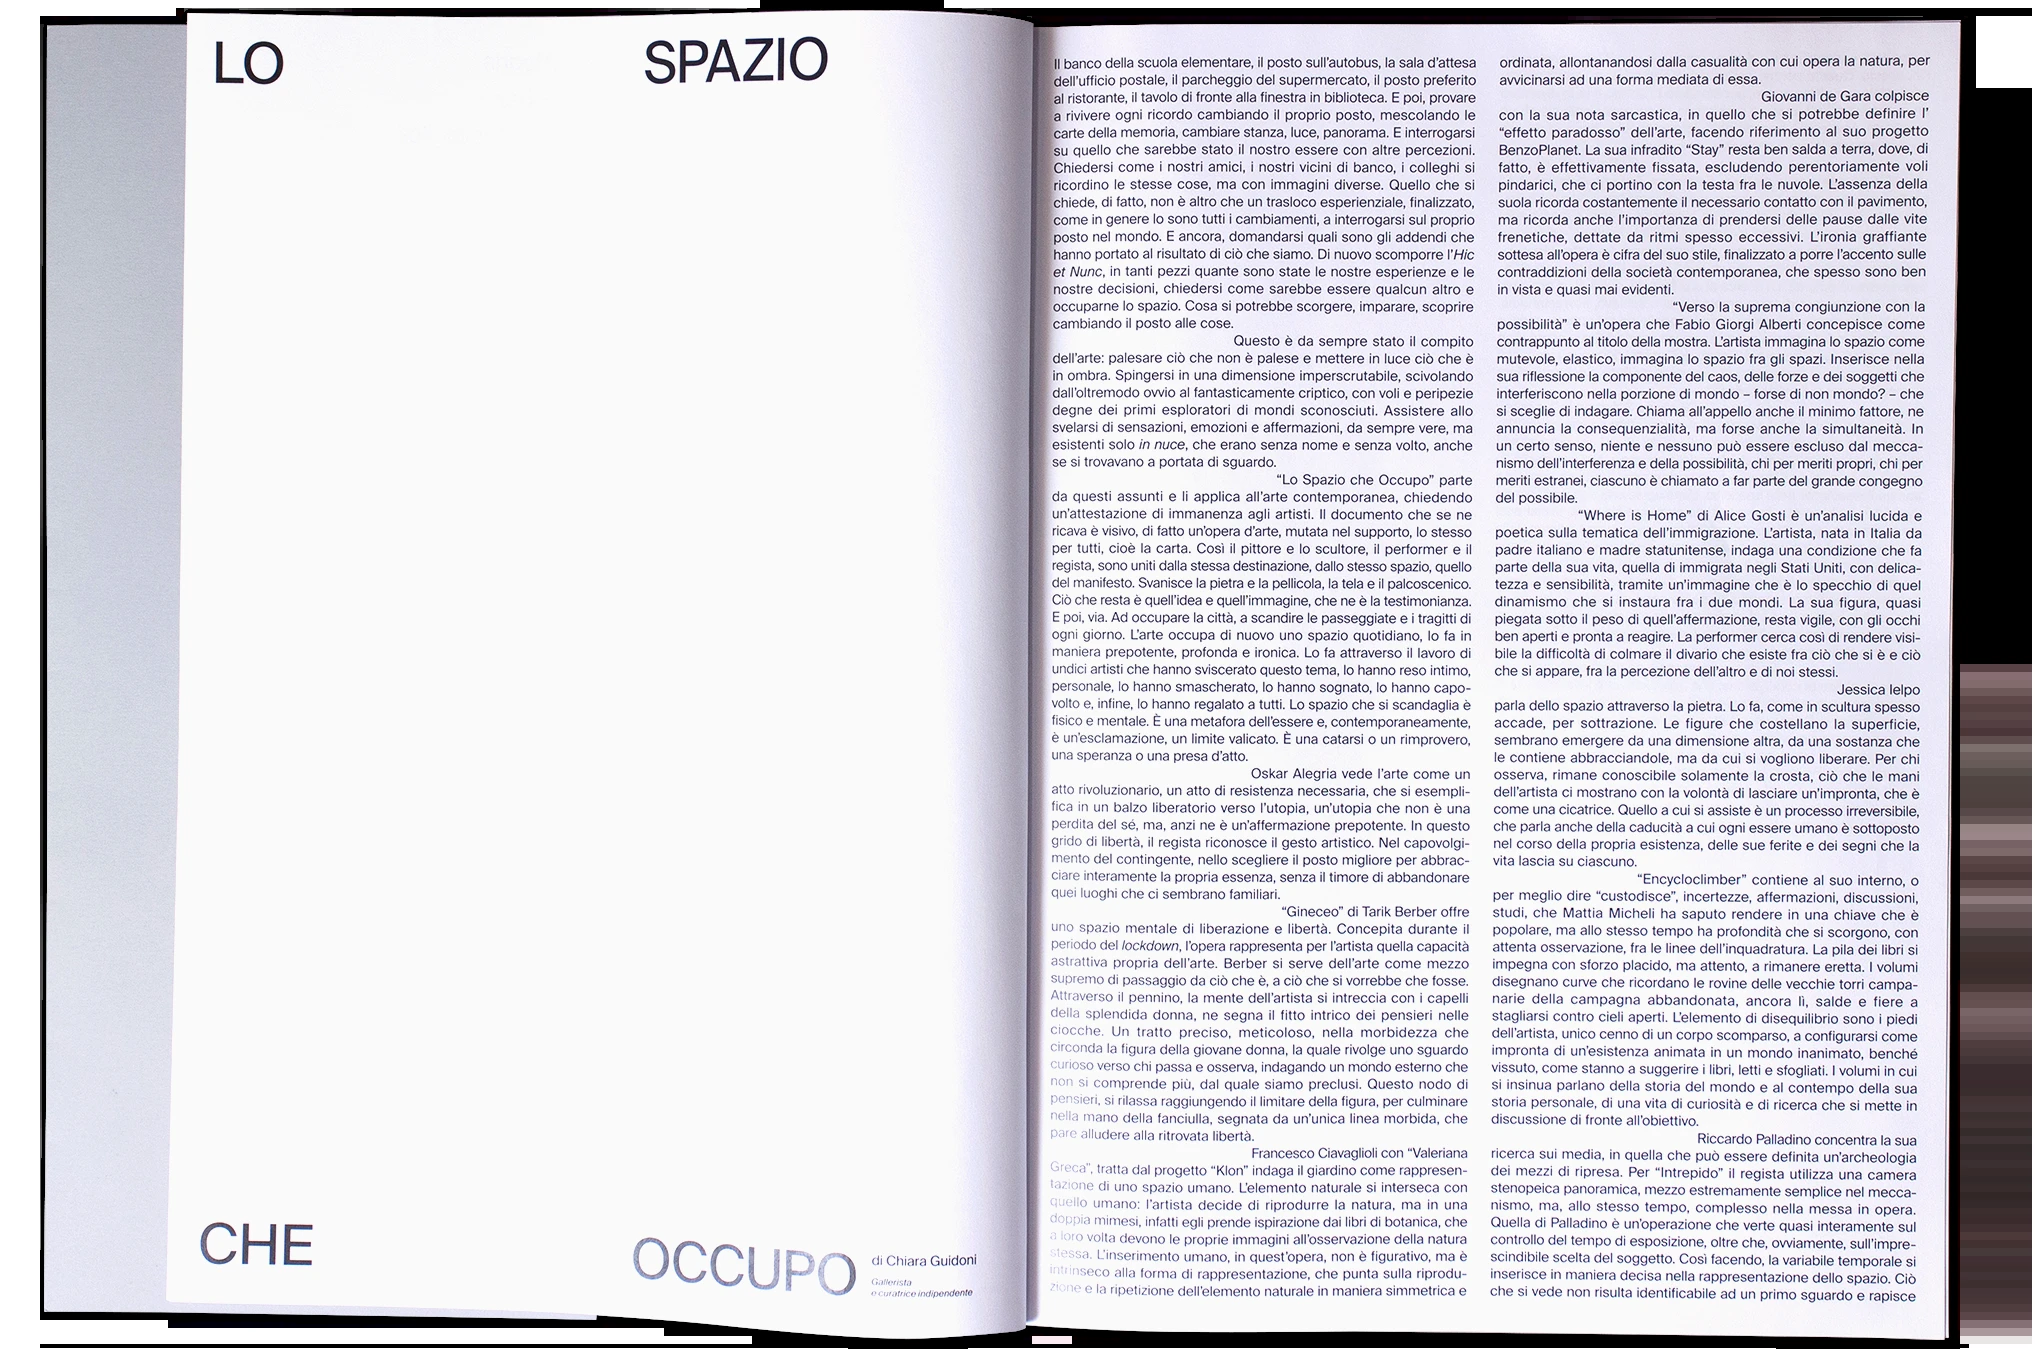 LO
SPAZIO
CHE
OCCUPO
di Chiara Guidoni
Gallerista
e curatrice indipendente
Il banco della scuola elementare, il posto sull'autobus, la sala d'attesa
dell'ufficio postale, il parcheggio del supermercato, il posto preferito
al ristorante, il tavolo di fronte alla finestra in biblioteca. E poi, provare
a rivivere ogni ricordo cambiando il proprio posto, mescolando le
carte della memoria, cambiare stanza, luce, panorama. E interrogarsi
su quello che sarebbe stato il nostro essere con altre percezioni.
Chiedersi come i nostri amici, i nostri vicini di banco, i colleghi si
ricordino le stesse cose, ma con immagini diverse. Quello che si
chiede, di fatto, non è altro che un trasloco esperienziale, finalizzato,
come in genere lo sono tutti i cambiamenti, a interrogarsi sul proprio
posto nel mondo. E ancora, domandarsi quali sono gli addendi che
hanno portato al risultato di ciò che siamo. Di nuovo scomporre l'Hic
et Nunc, in tanti pezzi quante sono state le nostre esperienze e le
nostre decisioni, chiedersi come sarebbe essere qualcun altro e
occuparne lo spazio. Cosa si potrebbe scorgere, imparare, scoprire
cambiando il posto alle cose.
Questo è da sempre stato il compito
dell'arte: palesare ciò che non è palese e mettere in luce ciò che è
in ombra. Spingersi in una dimensione imperscrutabile, scivolando
dall'oltremodo ovvio al fantasticamente criptico, con voli e peripezie
degne dei primi esploratori di mondi sconosciuti. Assistere allo
svelarsi di sensazioni, emozioni e affermazioni, da sempre vere, ma
esistenti solo in nuce, che erano senza nome e senza volto, anche
se si trovavano a portata di sguardo.
“Lo Spazio che Occupo” parte
da questi assunti e li applica all'arte contemporanea, chiedendo
un'attestazione di immanenza agli artisti. Il documento che se ne
ricava è visivo, di fatto un'opera d'arte, mutata nel supporto, lo stesso
per tutti, cioè la carta. Così il pittore e lo scultore, il performer e il
regista, sono uniti dalla stessa destinazione, dallo stesso spazio, quello
del manifesto. Svanisce la pietra e la pellicola, la tela e il palcoscenico.
Ciò che resta è quell'idea e quell'immagine, che ne è la testimonianza.
E poi, via. Ad occupare la città, a scandire le passeggiate e i tragitti di
ogni giorno. L'arte occupa di nuovo uno spazio quotidiano, lo fa in
maniera prepotente, profonda e ironica. Lo fa attraverso il lavoro di
undici artisti che hanno sviscerato questo tema, lo hanno reso intimo,
personale, lo hanno smascherato, lo hanno sognato, lo hanno capo-
volto e, infine, lo hanno regalato a tutti. Lo spazio che si scandaglia è
fisico e mentale. È una metafora dell'essere e, contemporaneamente,
è un'esclamazione, un limite valicato. È una catarsi o un rimprovero,
una speranza o una presa d'atto.
Oskar Alegria vede l'arte come un
atto rivoluzionario, un atto di resistenza necessaria, che si esempli-
fica in un balzo liberatorio verso l'utopia, un'utopia che non è una
perdita del sé, ma, anzi ne è un'affermazione prepotente. In questo
grido di libertà, il regista riconosce il gesto artistico. Nel capovolgi-
mento del contingente, nello scegliere il posto migliore per abbrac-
ciare interamente la propria essenza, senza il timore di abbandonare
quei luoghi che ci sembrano familiari.
“Gineceo” di Tarik Berber offre
uno spazio mentale di liberazione e libertà. Concepita durante il
periodo del lockdown, l'opera rappresenta per l'artista quella capacità
astrattiva propria dell'arte. Berber si serve dell'arte come mezzo
supremo di passaggio da ciò che è, a ciò che si vorrebbe che fosse.
Attraverso il pennino, la mente dell'artista si intreccia con i capelli
della splendida donna, ne segna il fitto intrico dei pensieri nelle
ciocche. Un tratto preciso, meticoloso, nella morbidezza che
circonda la figura della giovane donna, la quale rivolge uno sguardo
curioso verso chi passa e osserva, indagando un mondo esterno che
non si comprende più, dal quale siamo preclusi. Questo nodo di
pensieri, si rilassa raggiungendo il limitare della figura, per culminare
nella mano della fanciulla, segnata da un'unica linea morbida, che
pare alludere alla ritrovata libertà.
Francesco Ciavaglioli con “Valeriana
Greca”, tratta dal progetto “Klon” indaga il giardino come rappresen-
tazione di uno spazio umano. L'elemento naturale si interseca con
quello umano: l'artista decide di riprodurre la natura, ma in una
doppia mimesi, infatti egli prende ispirazione dai libri di botanica, che
a loro volta devono le proprie immagini all'osservazione della natura
stessa. L'inserimento umano, in quest'opera, non è figurativo, ma è
intrinseco alla forma di rappresentazione, che punta sulla riprodu-
zione e la ripetizione dell'elemento naturale in maniera simmetrica e
ordinata, allontanandosi dalla casualità con cui opera la natura, per
avvicinarsi ad una forma mediata di essa.
Giovanni de Gara colpisce
con la sua nota sarcastica, in quello che si potrebbe definire l'
“effetto paradosso” dell'arte, facendo riferimento al suo progetto
BenzoPlanet. La sua infradito “Stay” resta ben salda a terra, dove, di
fatto, è effettivamente fissata, escludendo perentoriamente voli
pindarici, che ci portino con la testa fra le nuvole. L'assenza della
suola ricorda costantemente il necessario contatto con il pavimento,
ma ricorda anche l'importanza di prendersi delle pause dalle vite
frenetiche, dettate da ritmi spesso eccessivi. L'ironia graffiante
sottesa all'opera è cifra del suo stile, finalizzato a porre l'accento sulle
contraddizioni della società contemporanea, che spesso sono ben
in vista e quasi mai evidenti.
“Verso la suprema congiunzione con la
possibilità” è un'opera che Fabio Giorgi Alberti concepisce come
contrappunto al titolo della mostra. L'artista immagina lo spazio come
mutevole, elastico, immagina lo spazio fra gli spazi. Inserisce nella
sua riflessione la componente del caos, delle forze e dei soggetti che
interferiscono nella porzione di mondo – forse di non mondo? – che
si sceglie di indagare. Chiama all'appello anche il minimo fattore, ne
annuncia la consequenzialità, ma forse anche la simultaneità. In
un certo senso, niente e nessuno può essere escluso dal mecca-
nismo dell'interferenza e della possibilità, chi per meriti propri, chi per
meriti estranei, ciascuno è chiamato a far parte del grande congegno
del possibile.
“Where is Home” di Alice Gosti è un'analisi lucida e
poetica sulla tematica dell'immigrazione. L'artista, nata in Italia da
padre italiano e madre statunitense, indaga una condizione che fa
parte della sua vita, quella di immigrata negli Stati Uniti, con delica-
tezza e sensibilità, tramite un'immagine che è lo specchio di quel
dinamismo che si instaura fra i due mondi. La sua figura, quasi
piegata sotto il peso di quell'affermazione, resta vigile, con gli occhi
ben aperti e pronta a reagire. La performer cerca così di rendere visi-
bile la difficoltà di colmare il divario che esiste fra ciò che si è e ciò
che si appare, fra la percezione dell'altro e di noi stessi.
Jessica Ielpo
parla dello spazio attraverso la pietra. Lo fa, come in scultura spesso
accade, per sottrazione. Le figure che costellano la superficie,
sembrano emergere da una dimensione altra, da una sostanza che
le contiene abbracciandole, ma da cui si vogliono liberare. Per chi
osserva, rimane conoscibile solamente la crosta, ciò che le mani
dell'artista ci mostrano con la volontà di lasciare un'impronta, che è
come una cicatrice. Quello a cui si assiste è un processo irreversibile,
che parla anche della caducità a cui ogni essere umano è sottoposto
nel corso della propria esistenza, delle sue ferite e dei segni che la
vita lascia su ciascuno.
“Encycloclimber” contiene al suo interno, o
per meglio dire “custodisce”, incertezze, affermazioni, discussioni,
studi, che Mattia Micheli ha saputo rendere in una chiave che è
popolare, ma allo stesso tempo ha profondità che si scorgono, con
attenta osservazione, fra le linee dell'inquadratura. La pila dei libri si
impegna con sforzo placido, ma attento, a rimanere eretta. I volumi
disegnano curve che ricordano le rovine delle vecchie torri campa-
narie della campagna abbandonata, ancora lì, salde e fiere a
stagliarsi contro cieli aperti. L'elemento di disequilibrio sono i piedi
dell'artista, unico cenno di un corpo scomparso, a configurarsi come
impronta di un'esistenza animata in un mondo inanimato, benché
vissuto, come stanno a suggerire i libri, letti e sfogliati. I volumi in cui
si insinua parlano della storia del mondo e al contempo della sua
storia personale, di una vita di curiosità e di ricerca che si mette in
discussione di fronte all'obiettivo.
Riccardo Palladino concentra la sua
ricerca sui media, in quella che può essere definita un'archeologia
dei mezzi di ripresa. Per “Intrepido” il regista utilizza una camera
stenopeica panoramica, mezzo estremamente semplice nel mecca-
nismo, ma, allo stesso tempo, complesso nella messa in opera.
Quella di Palladino è un'operazione che verte quasi interamente sul
controllo del tempo di esposizione, oltre che, ovviamente, sull'impre-
scindibile scelta del soggetto. Così facendo, la variabile temporale si
inserisce in maniera decisa nella rappresentazione dello spazio. Ciò
che si vede non risulta identificabile ad un primo sguardo e rapisce